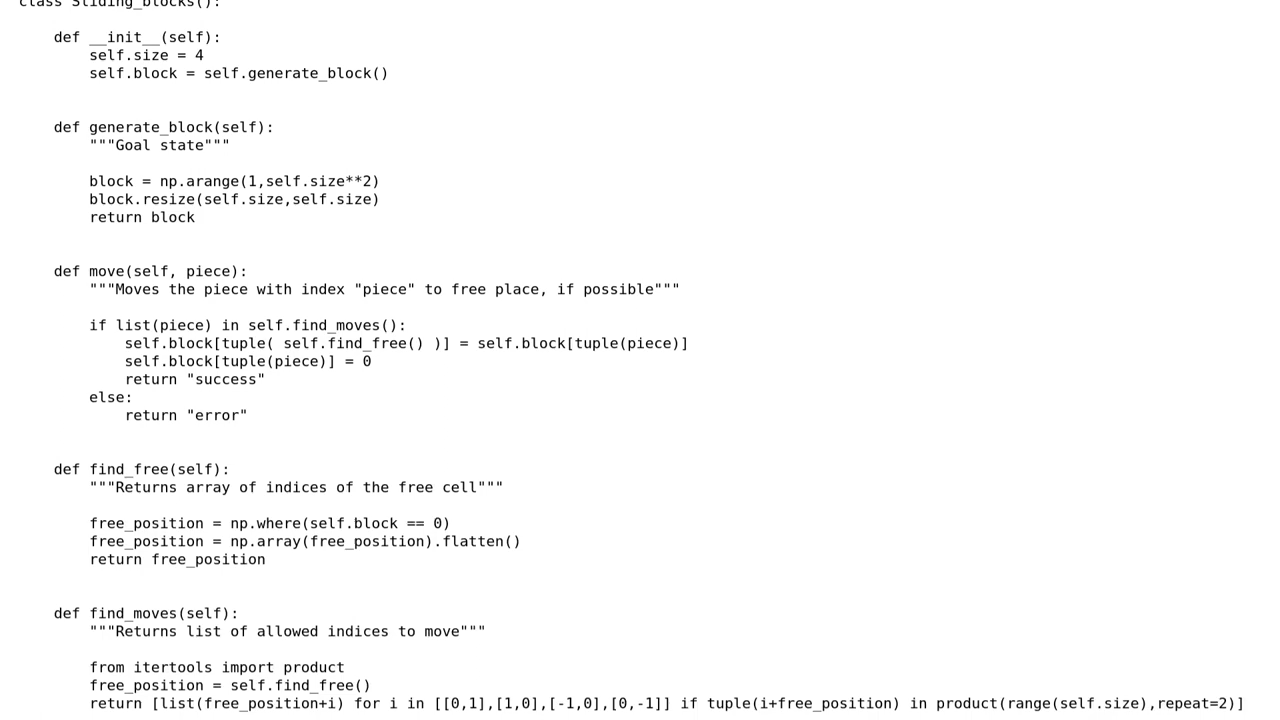 class Sliding_blocks():
def __init__(self):
self.size = 4
self.block = self.generate_block()
def generate_block(self):
"""Goal state"""
block = np.arange(1,self.size**2)
block.resize(self.size,self.size)
return block
def move(self, piece):
"""Moves the piece with index "piece" to free place, if possible"""
if list(piece) in self.find_moves():
self.block[tuple( self.find_free() )] = self.block[tuple(piece)]
self.block[tuple(piece)] = 0
return "success"
else:
return "error"
def find_free(self):
"""Returns array of indices of the free cell"""
free_position = np.where(self.block == 0)
free_position = np.array(free_position).flatten()
return free_position
def find_moves(self):
"""Returns list of allowed indices to move"""
from itertools import product
free_position = self.find_free()
return [list(free_position+i) for i in [[0,1],[1,0],[-1,0],[0,-1]] if tuple(i+free_position) in product(range(self.size),repeat=2)]